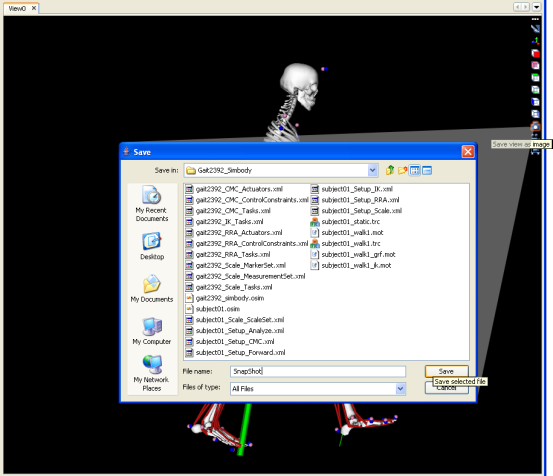 View0 ×
Save view as image
Save
Save in:
Gait2392_Simbody
My Recent
Documents
Desktop
My Documents
My Computer
My Network
Places
gait2392_CMC_Actuators.xml
gait2392_CMC_ControlConstraints.xml
gait2392_CMC_Tasks.xml
gait2392_IK_Tasks.xml
gait2392_RRA_Actuators.xml
gait2392_RRA_ControlConstraints.xml
gait2392_RRA_Tasks.xml
gait2392_Scale_MarkerSet.xml
gait2392_Scale_MeasurementSet.xml
gait2392_Scale_Tasks.xml
gait2392_simbody.osim
subject01.osim
subject01_Scale_ScaleSet.xml
subject01_Setup_Analyze.xml
subject01_Setup_CMC.xml
subject01_Setup_Forward.xml
subject01_Setup_IK.xml
subject01_Setup_RRA.xml
subject01_Setup_Scale.xml
subject01_static.trc
subject01_walk1.mot
subject01_walk1.trc
subject01_walk1_grf.mot
subject01_walk1_ik.mot
File name:
SnapShot
Save
Save selected file
Files of type:
All Files
Cancel